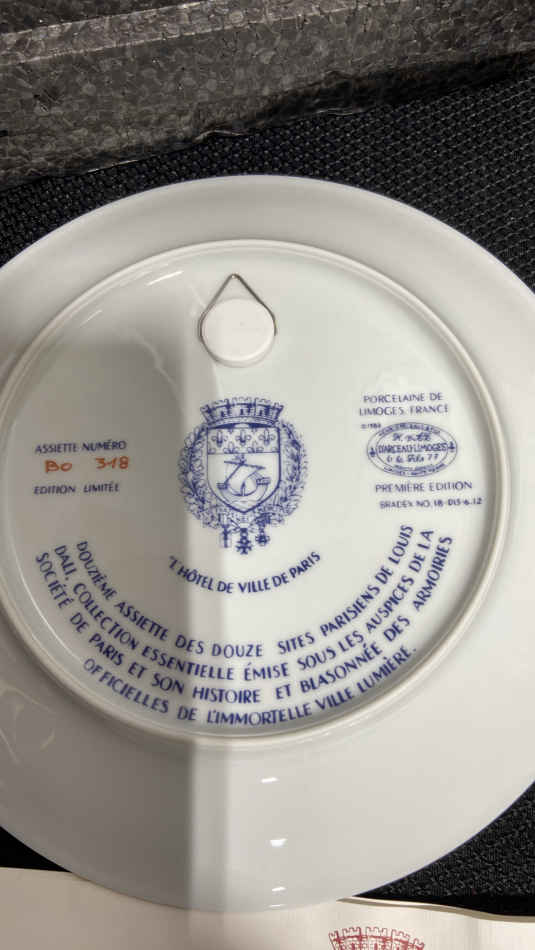 ASSIETTE NUMÉRO
BO 318
EDITION LIMITÉE
PORCELAINE DE
LIMOGES, FRANCE
D'ARCEAU-LIMOGES
PREMIÈRE EDITION
BRADEX NO. 18-D15-6.12
"L'HÔTEL DE VILLE DE PARIS
DOUZIÈME ASSIETTE DES DOUZE SITES PARISIENS DE LOUIS
DALI, COLLECTION ESSENTIELLE ÉMISE SOUS LES AUSPICES DE LA
SOCIÉTÉ DE PARIS ET SON HISTOIRE ET BLASONNÉE DES ARMOIRIES
OFFICIELLES DE L'IMMORTELLE VILLE LUMIÈRE.